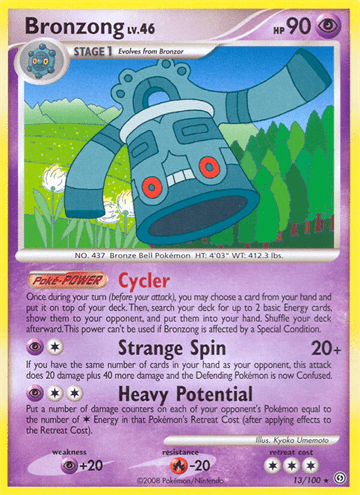 Bronzong LV.46 HP 90
STAGE 1 Evolves from Bronzor
NO. 437 Bronze Bell Pokémon HT: 4'03" WT: 412.3 lbs.
Poké-POWER Cycler
Once during your turn (before your attack), you may choose a card from your hand and
put it on top of your deck. Then, search your deck for up to 2 basic Energy cards,
show them to your opponent, and put them into your hand. Shuffle your deck
afterward. This power can't be used if Bronzong is affected by a Special Condition.
Strange Spin 20+
If you have the same number of cards in your hand as your opponent, this attack
does 20 damage plus 40 more damage and the Defending Pokémon is now Confused.
Heavy Potential
Put a number of damage counters on each of your opponent's Pokémon equal to
the number of Energy in that Pokémon's Retreat Cost (after applying effects to
the Retreat Cost).
Illus. Kyoko Umemoto
weakness resistance retreat cost
+20 -20
©2008 Pokémon/Nintendo 13/100 ★